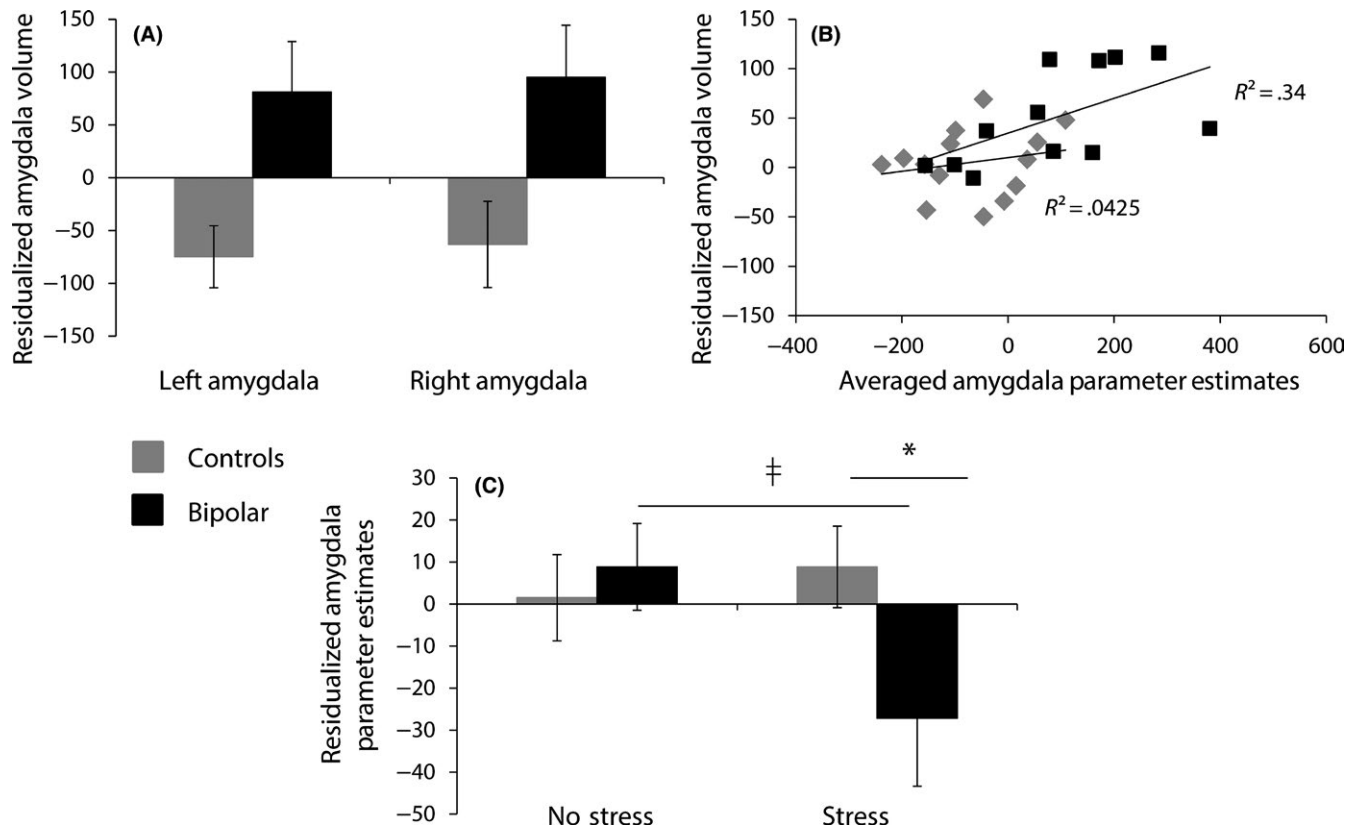 (A)
Residualized amygdala volume
150
100
50
0
−50
−100
−150
Left amygdala
Right amygdala
(B)
Residualized amygdala volume
150
100
50
0
−50
−100
−150
−400
−200
0
200
400
600
R² = .34
R² = .0425
Averaged amygdala parameter estimates
Controls
Bipolar
(C)
Residualized amygdala
parameter estimates
30
20
10
0
−10
−20
−30
−40
−50
‡
*
No stress
Stress